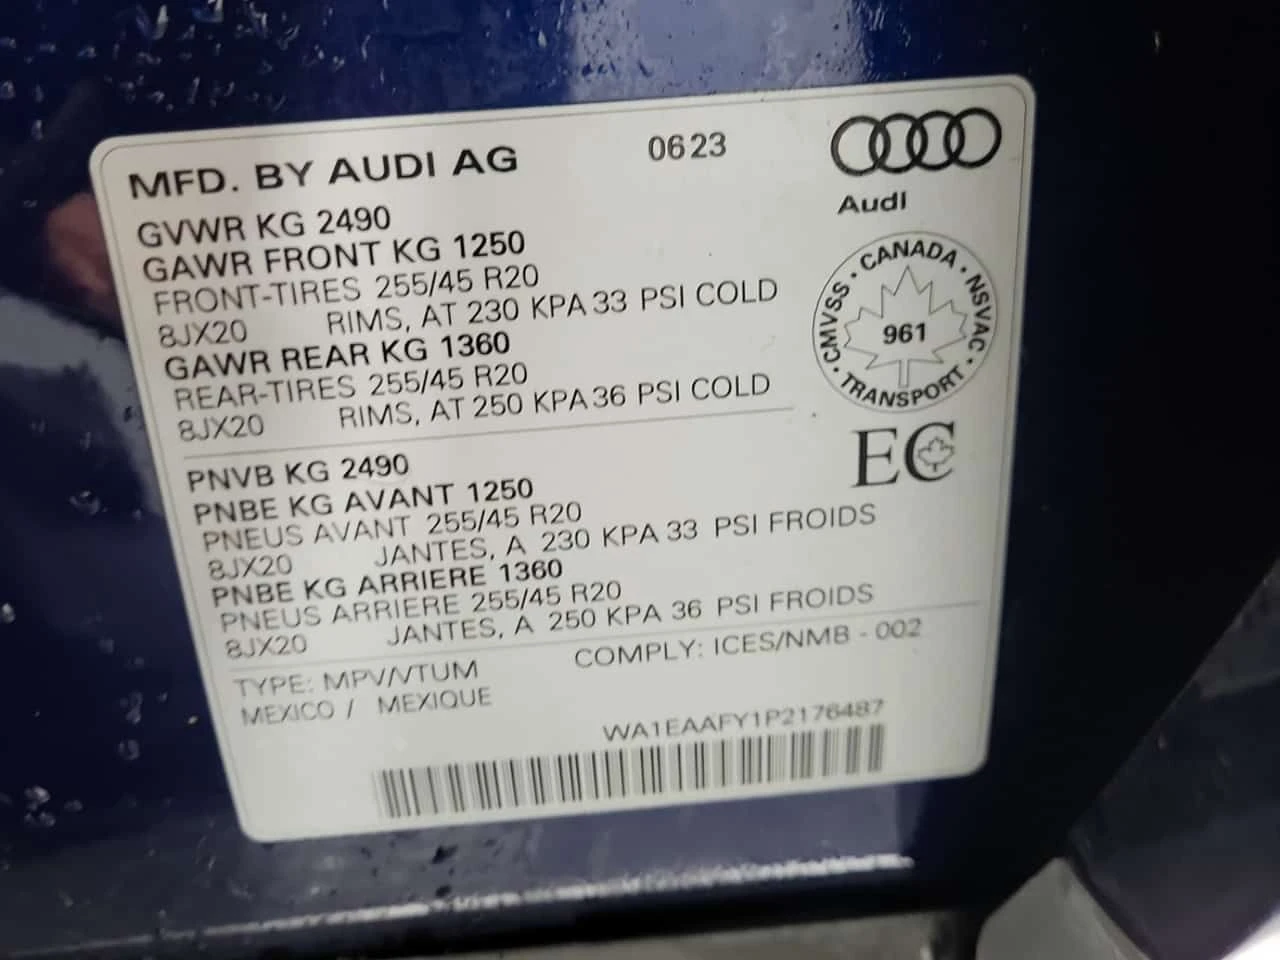 MFD. BY AUDI AG 0623
Audi
GVWR KG 2490
GAWR FRONT KG 1250
FRONT-TIRES 255/45 R20
8JX20 RIMS, AT 230 KPA 33 PSI COLD
GAWR REAR KG 1360
REAR-TIRES 255/45 R20
8JX20 RIMS, AT 250 KPA 36 PSI COLD
CANADA · NSVAC · TRANSPORT · CMVSS ·
961
EC
PNVB KG 2490
PNBE KG AVANT 1250
PNEUS AVANT 255/45 R20
8JX20 JANTES, A 230 KPA 33 PSI FROIDS
PNBE KG ARRIERE 1360
PNEUS ARRIERE 255/45 R20
8JX20 JANTES, A 250 KPA 36 PSI FROIDS
TYPE: MPV/VTUM COMPLY: ICES/NMB - 002
MEXICO / MEXIQUE
WA1EAAFY1P2176487